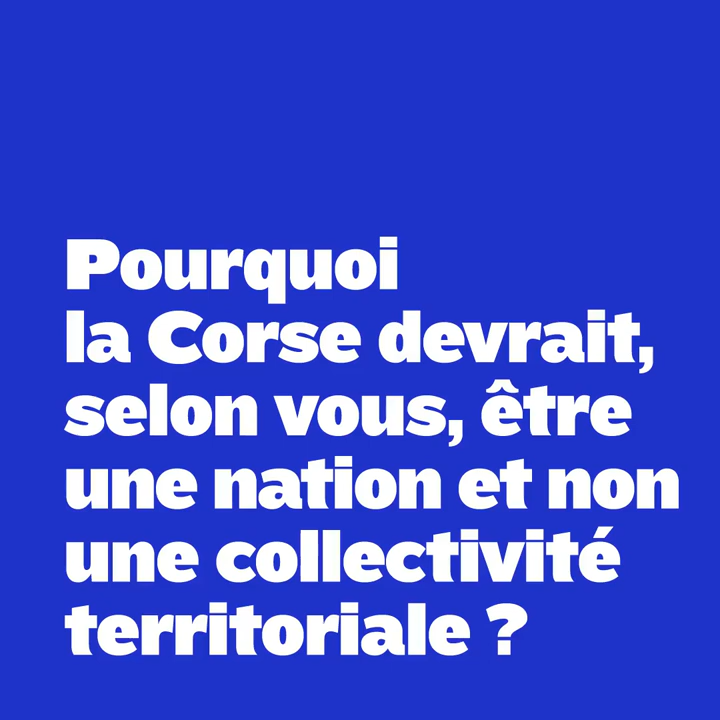 Pourquoi
la Corse devrait,
selon vous, être
une nation et non
une collectivité
territoriale ?